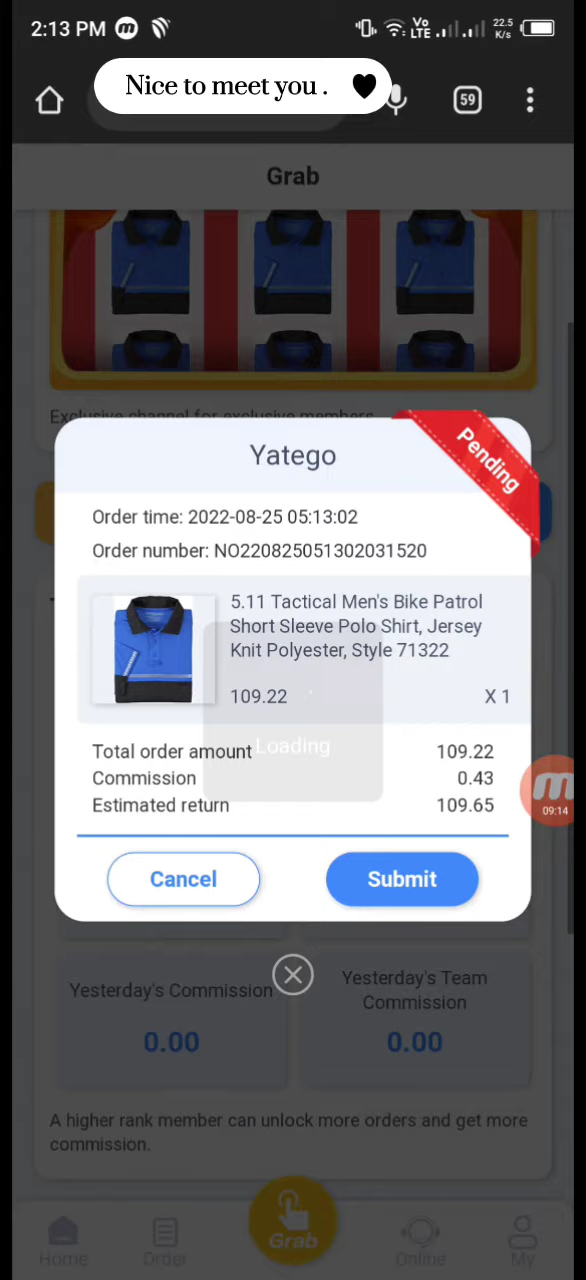 2:13 PM
Vo
LTE
22.5
K/s
Nice to meet you .
59
Grab
Exclusive channel for exclusive members
Pending
Yatego
Order time: 2022-08-25 05:13:02
Order number: NO220825051302031520
5.11 Tactical Men's Bike Patrol
Short Sleeve Polo Shirt, Jersey
Knit Polyester, Style 71322
109.22
X 1
Loading
Total order amount 109.22
Commission 0.43
Estimated return 109.65
09:14
Cancel
Submit
Yesterday's Commission
0.00
Yesterday's Team
Commission
0.00
A higher rank member can unlock more orders and get more
commission.
Home
Order
Grab
Online
My